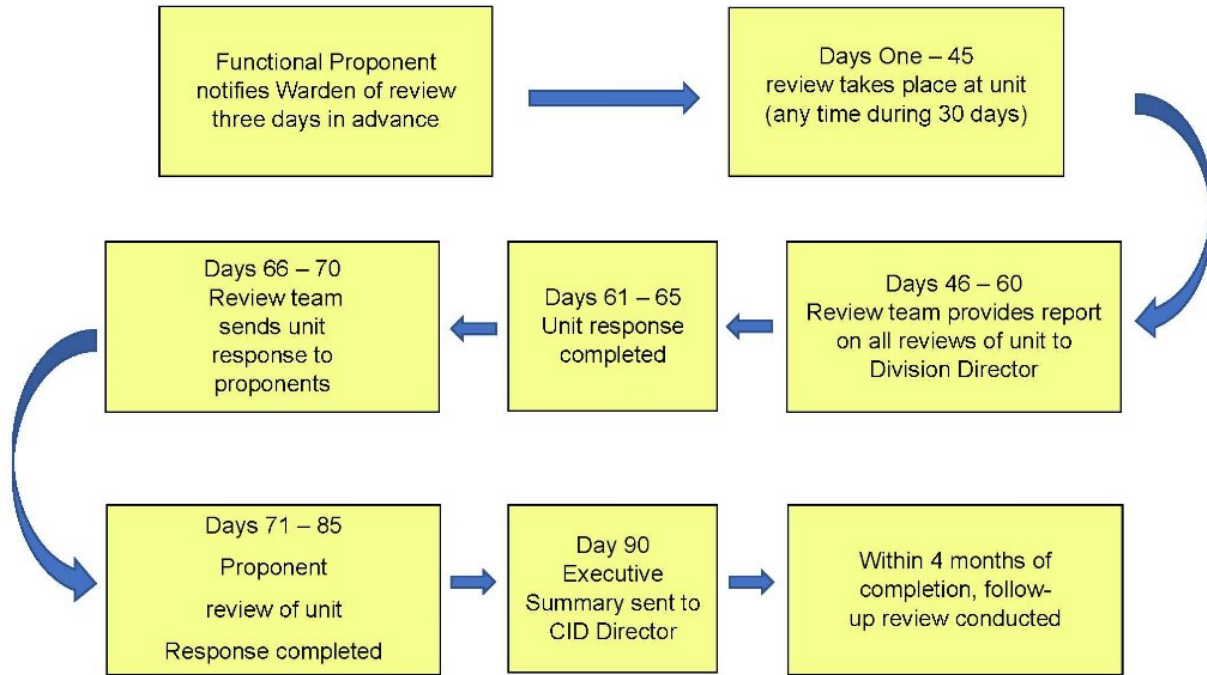 Functional Proponent
notifies Warden of review
three days in advance
Days One – 45
review takes place at unit
(any time during 30 days)
Days 46 – 60
Review team provides report
on all reviews of unit to
Division Director
Days 61 – 65
Unit response
completed
Days 66 – 70
Review team
sends unit
response to
proponents
Days 71 – 85
Proponent
review of unit
Response completed
Day 90
Executive
Summary sent to
CID Director
Within 4 months of
completion, follow-
up review conducted